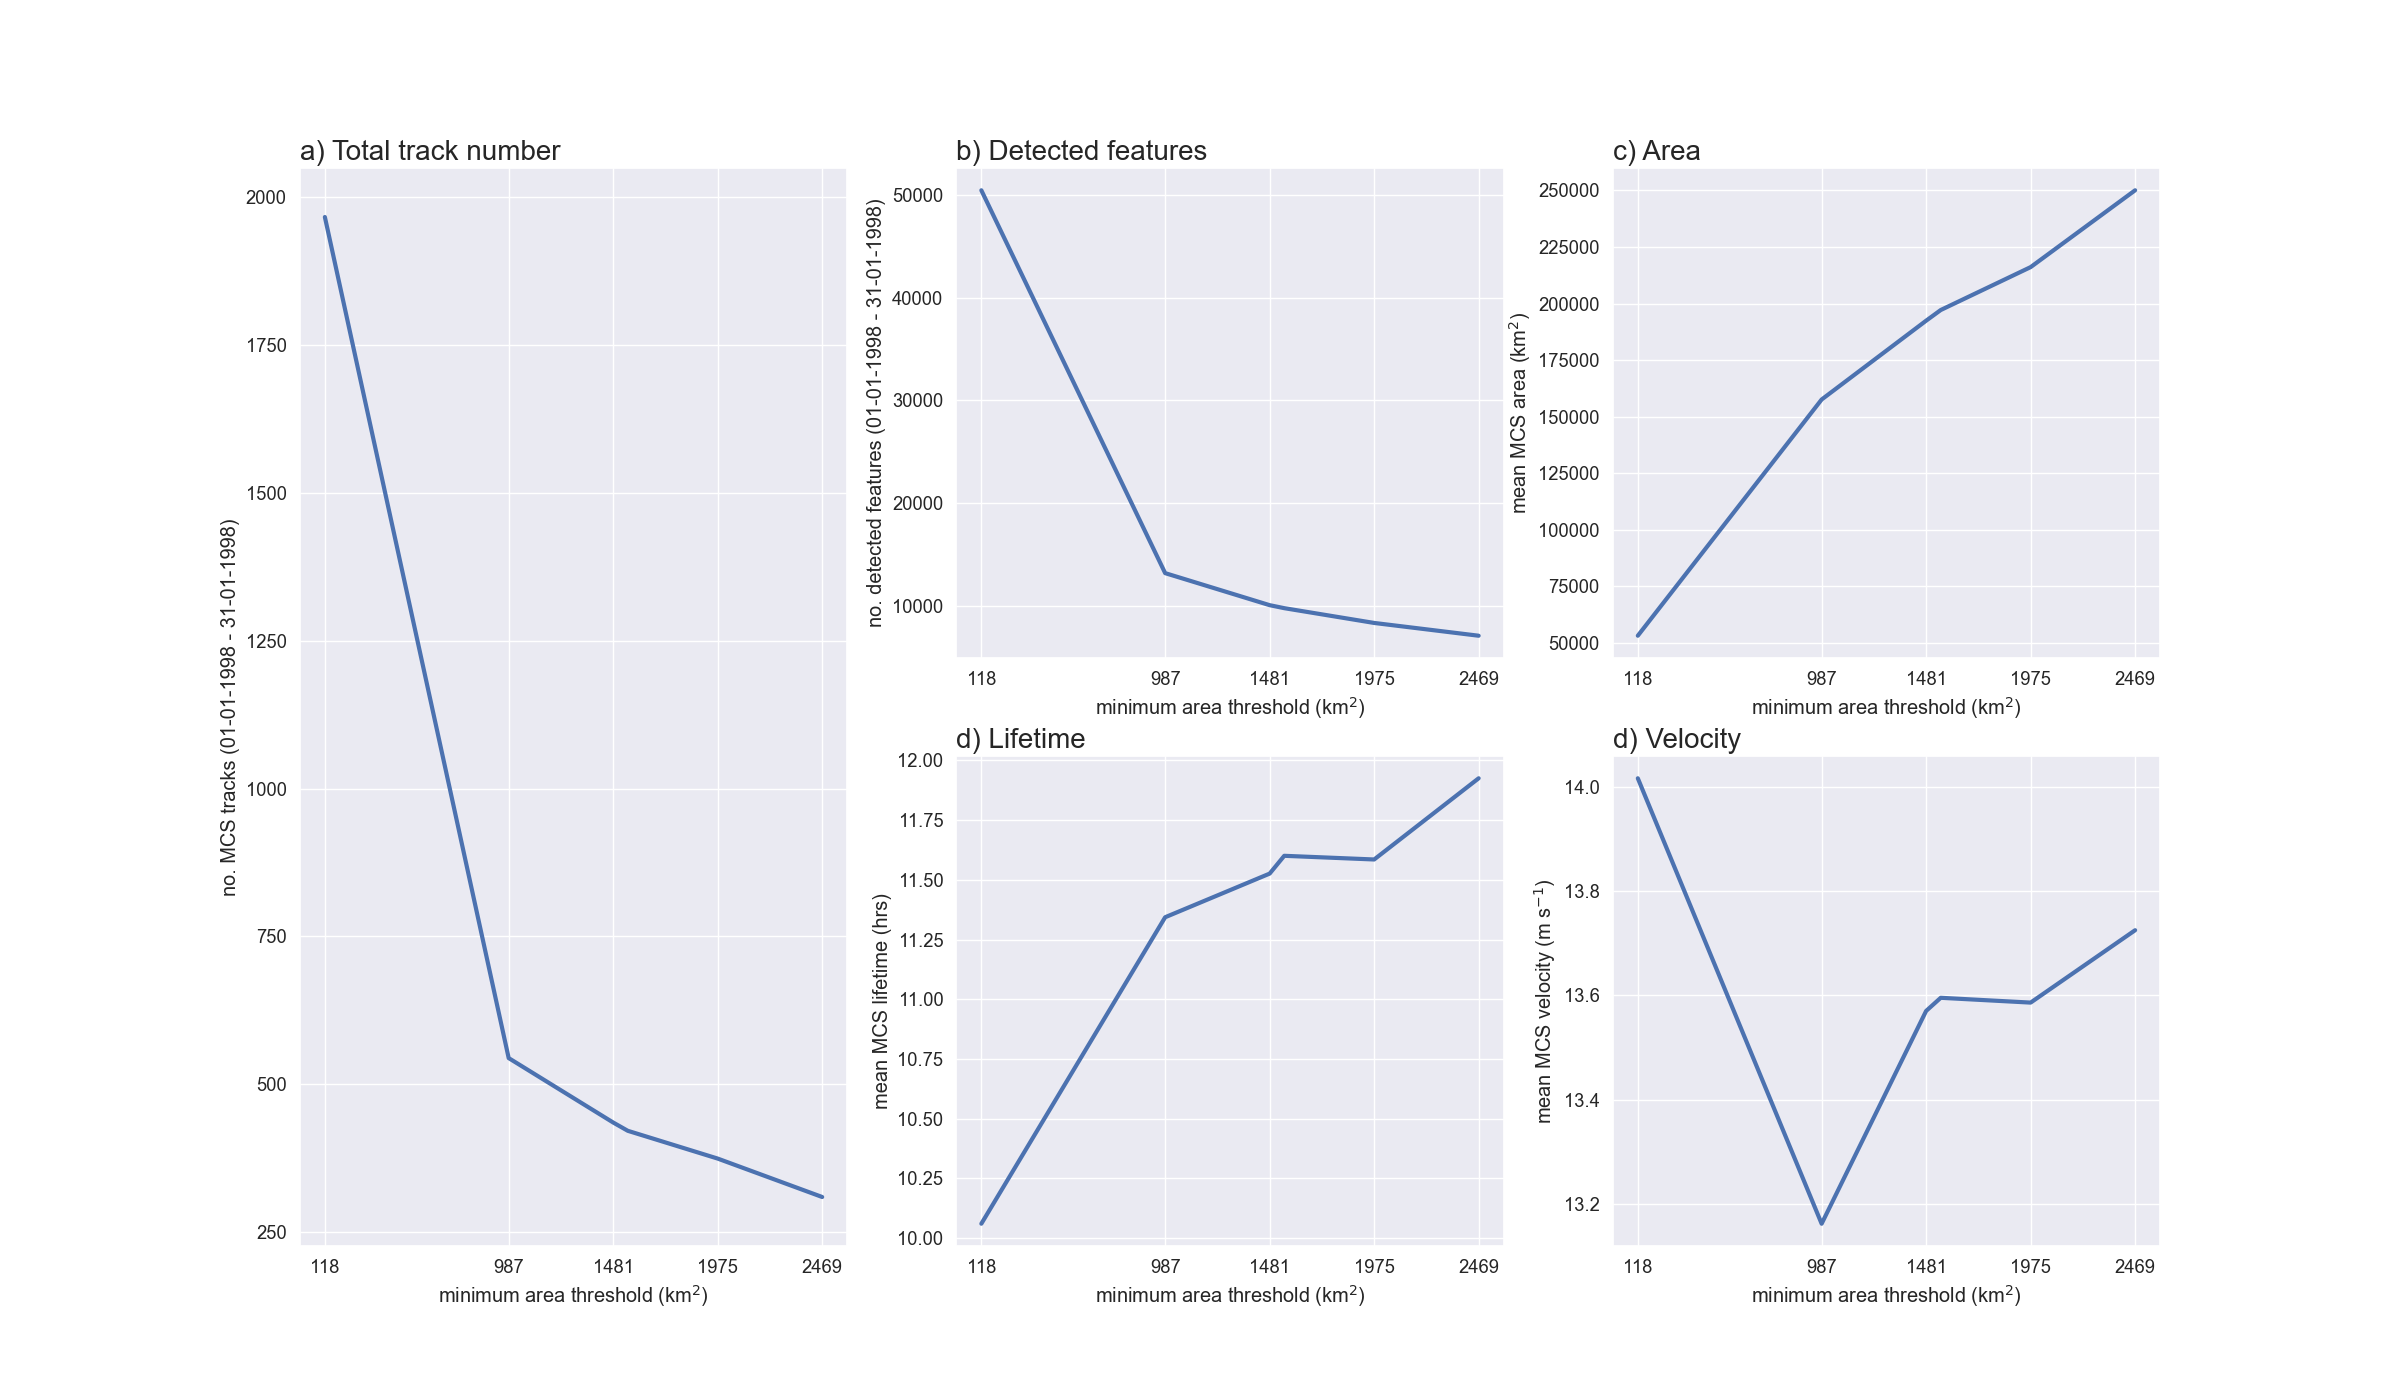 a) Total track number
2000
1750
1500
1250
1000
750
500
250
no. MCS tracks (01-01-1998 - 31-01-1998)
118 987 1481 1975 2469
minimum area threshold (km²)
b) Detected features
50000
40000
30000
20000
10000
no. detected features (01-01-1998 - 31-01-1998)
118 987 1481 1975 2469
minimum area threshold (km²)
c) Area
250000
225000
200000
175000
150000
125000
100000
75000
50000
mean MCS area (km²)
118 987 1481 1975 2469
minimum area threshold (km²)
d) Lifetime
12.00
11.75
11.50
11.25
11.00
10.75
10.50
10.25
10.00
mean MCS lifetime (hrs)
118 987 1481 1975 2469
minimum area threshold (km²)
d) Velocity
14.0
13.8
13.6
13.4
13.2
mean MCS velocity (m s⁻¹)
118 987 1481 1975 2469
minimum area threshold (km²)